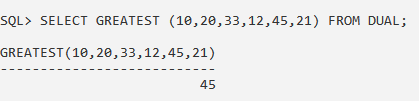 SQL> SELECT GREATEST (10,20,33,12,45,21) FROM DUAL;
GREATEST(10,20,33,12,45,21)
---------------------------
45